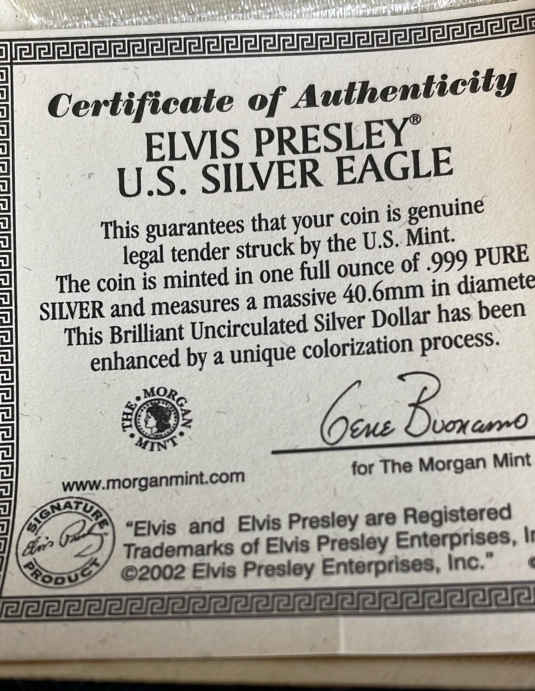 Certificate of Authenticity
ELVIS PRESLEY®
U.S. SILVER EAGLE
This guarantees that your coin is genuine
legal tender struck by the U.S. Mint.
The coin is minted in one full ounce of .999 PURE
SILVER and measures a massive 40.6mm in diamete
This Brilliant Uncirculated Silver Dollar has been
enhanced by a unique colorization process.
THE MORGAN MINT
Gene Buonamo
www.morganmint.com
for The Morgan Mint
SIGNATURE
Elvis Presley
PRODUCT
"Elvis and Elvis Presley are Registered
Trademarks of Elvis Presley Enterprises, In
©2002 Elvis Presley Enterprises, Inc."